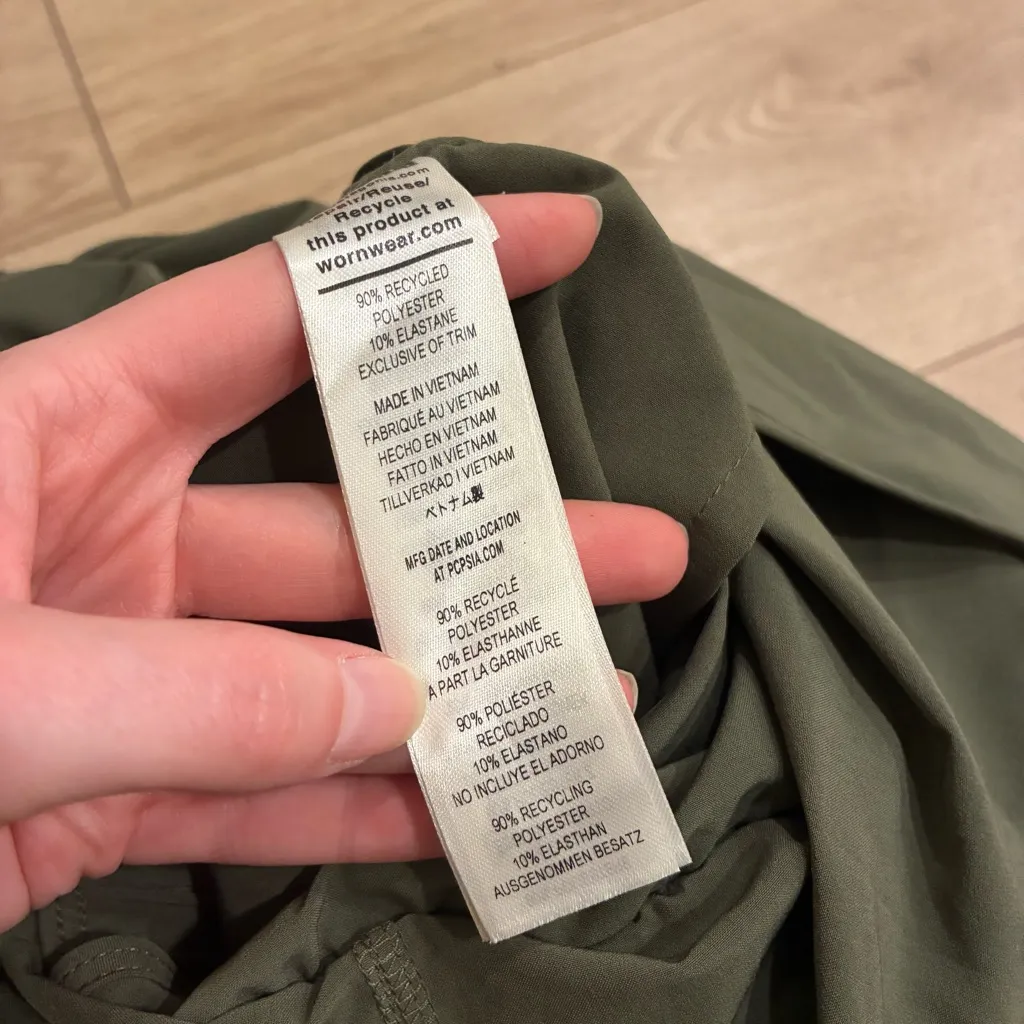 Recycle
this product at
wornwear.com
90% RECYCLED
POLYESTER
10% ELASTANE
EXCLUSIVE OF TRIM
MADE IN VIETNAM
FABRIQUÉ AU VIETNAM
HECHO EN VIETNAM
FATTO IN VIETNAM
TILLVERKAD I VIETNAM
ベトナム製
MFG DATE AND LOCATION
AT PCPSIA.COM
90% RECYCLÉ
POLYESTER
10% ELASTHANNE
A PART LA GARNITURE
90% POLIÉSTER
RECICLADO
10% ELASTANO
NO INCLUYE EL ADORNO
90% RECYCLING
POLYESTER
10% ELASTHAN
AUSGENOMMEN BESATZ